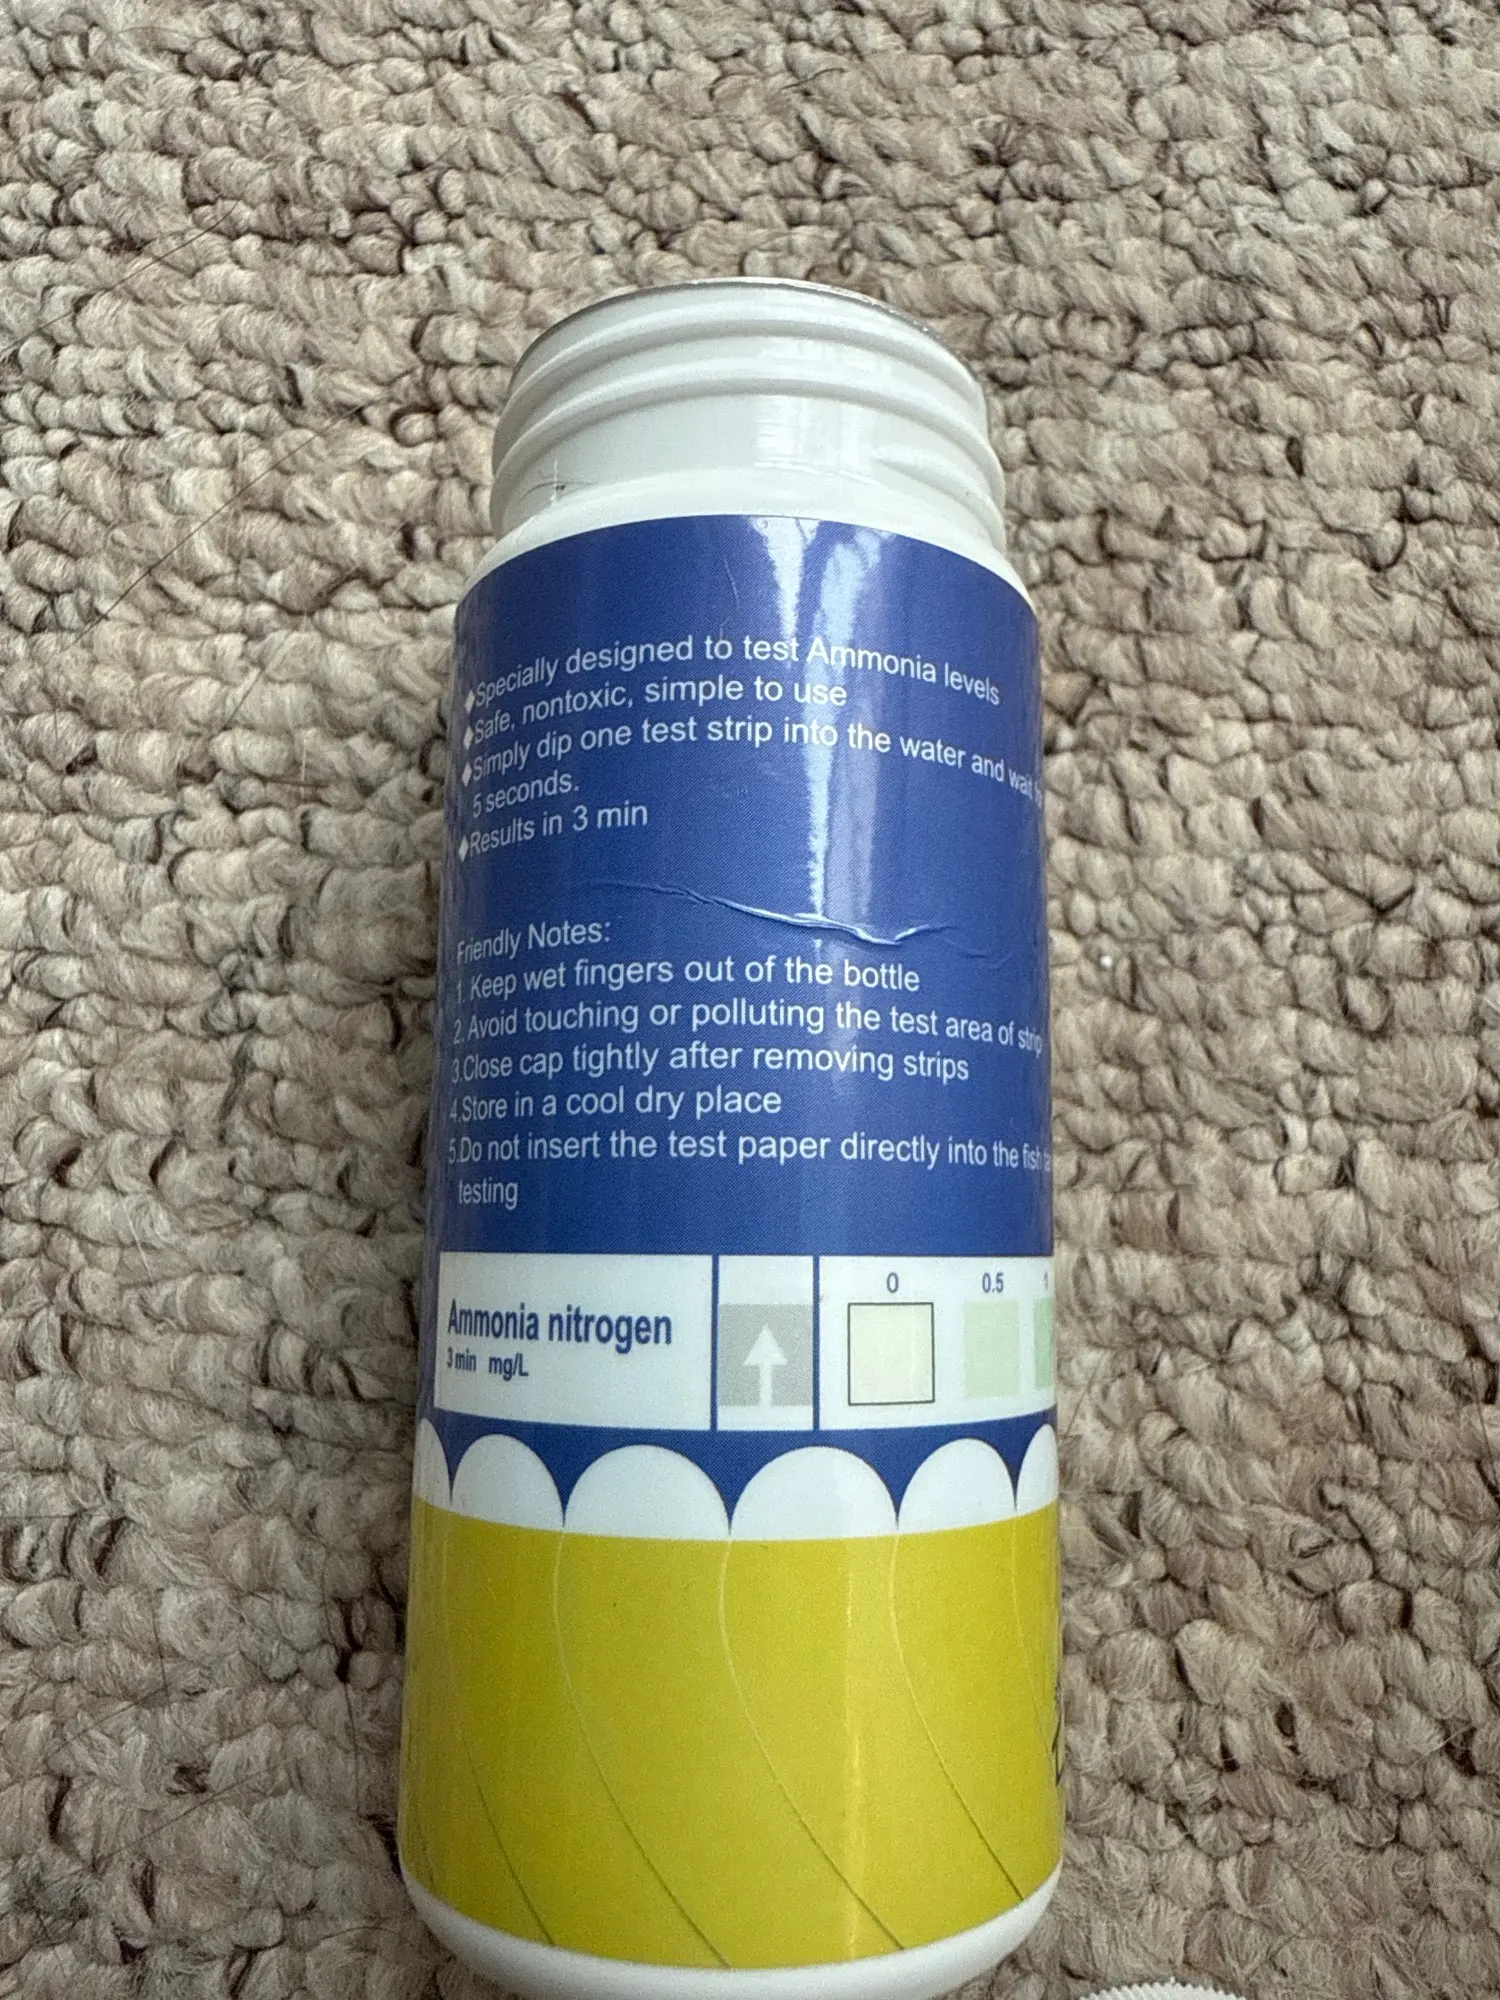 ◆Specially designed to test Ammonia levels
◆Safe, nontoxic, simple to use
◆Simply dip one test strip into the water and wait for
5 seconds.
◆Results in 3 min
Friendly Notes:
1. Keep wet fingers out of the bottle
2. Avoid touching or polluting the test area of strip
3.Close cap tightly after removing strips
4.Store in a cool dry place
5.Do not insert the test paper directly into the fish
testing
Ammonia nitrogen
3 min mg/L
0 0.5